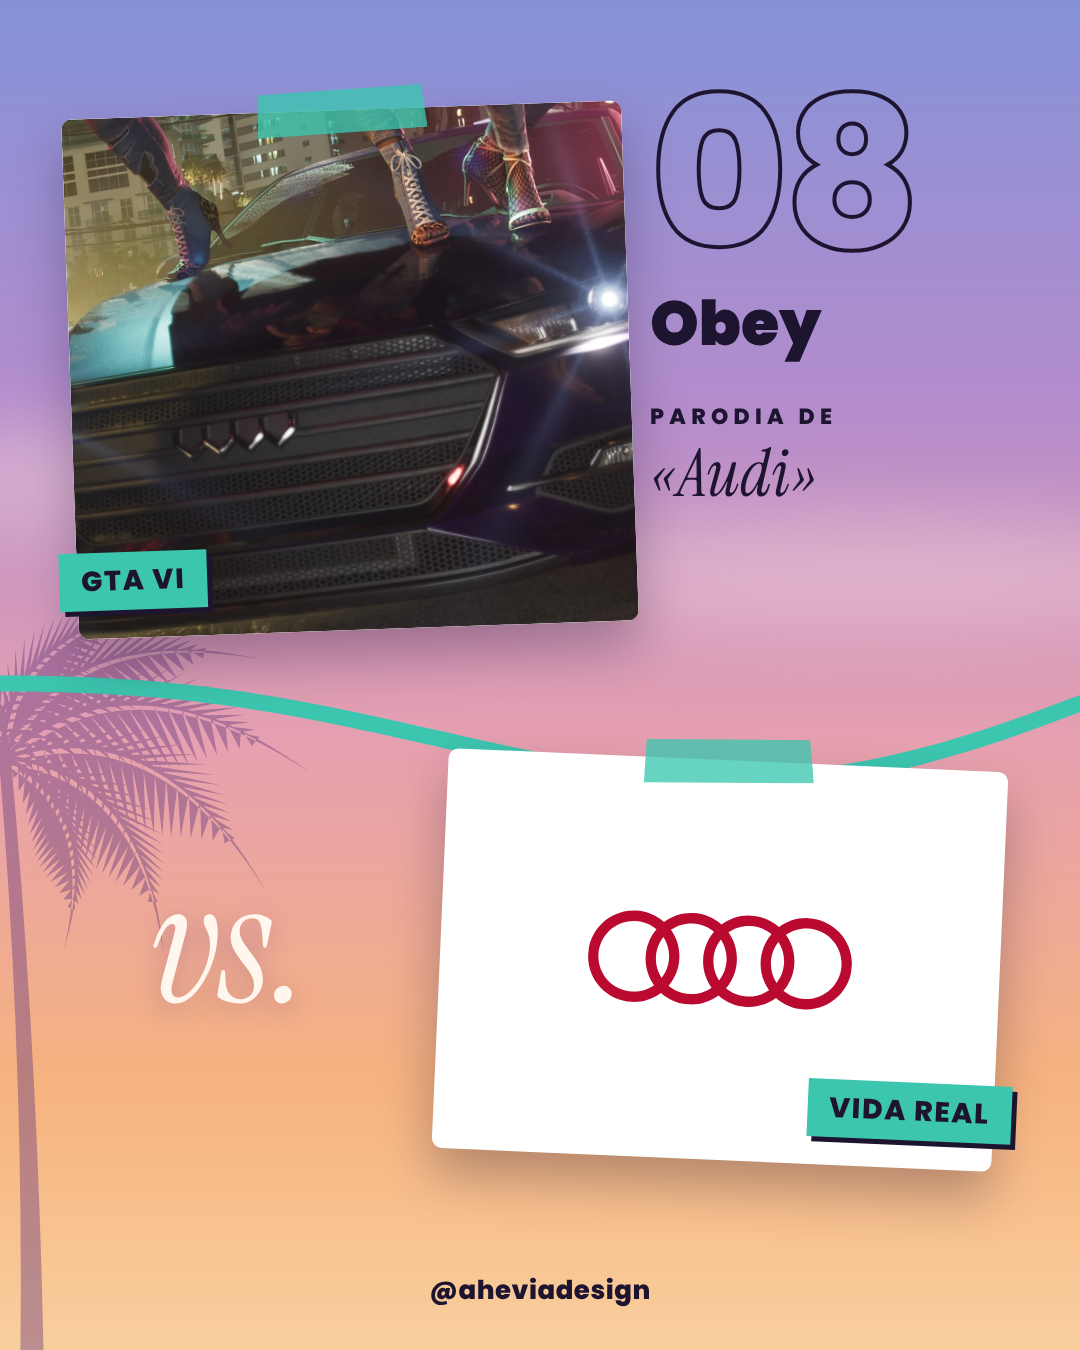 08
Obey
PARODIA DE
«Audi»
GTA VI
vs.
VIDA REAL
@aheviadesign